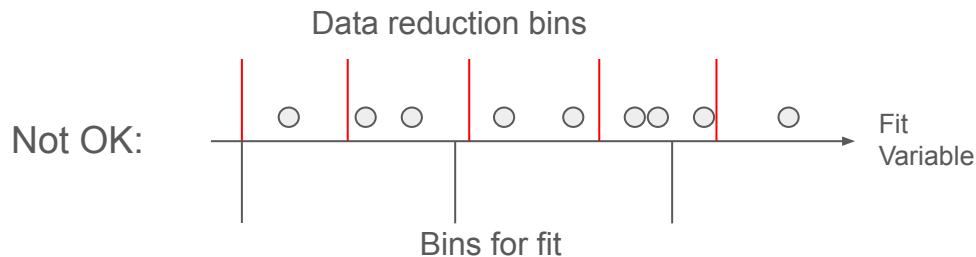 Data reduction bins
Not OK:
Fit
Variable
Bins for fit